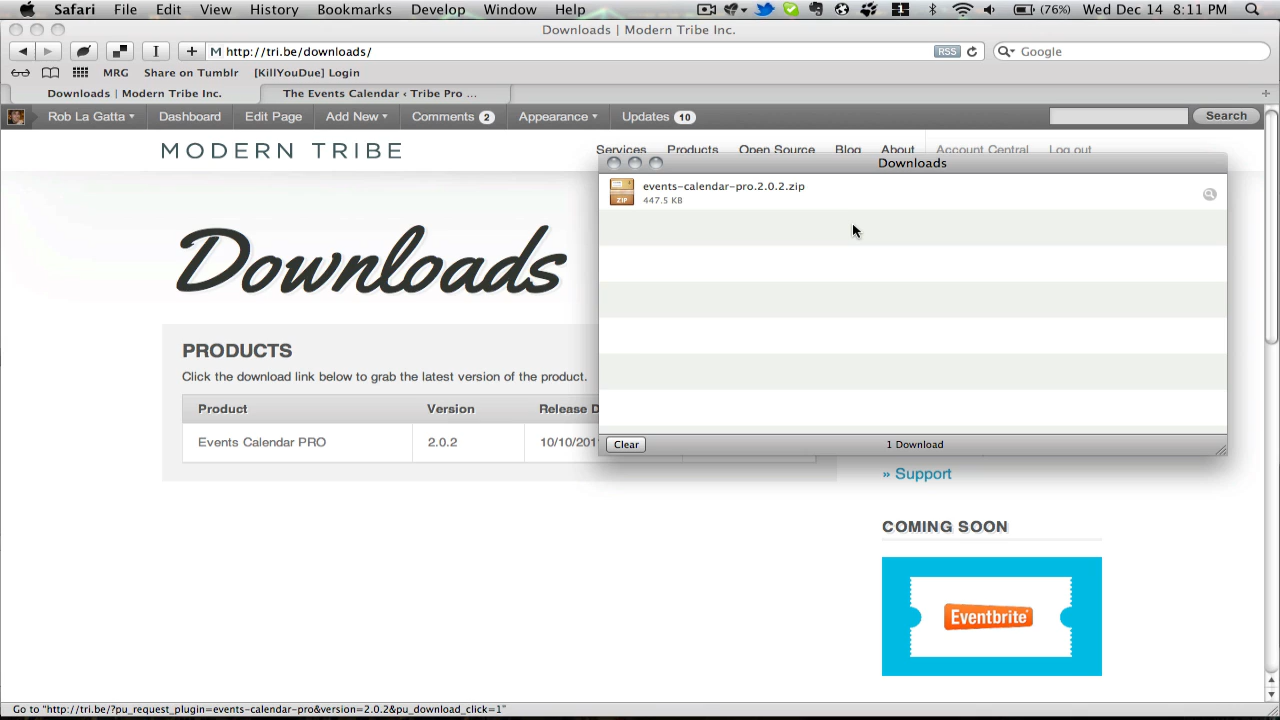 Safari File Edit View History Bookmarks Develop Window Help 1 (76%) Wed Dec 14 8:11 PM
Downloads | Modern Tribe Inc.
M http://tri.be/downloads/ RSS Google
MRG Share on Tumblr [KillYouDue] Login
Downloads | Modern Tribe Inc. The Events Calendar ‹ Tribe Pro ...
Rob La Gatta Dashboard Edit Page Add New Comments 2 Appearance Updates 10 Search
MODERN TRIBE Services Products Open Source Blog About Account Central Log out
Downloads
events-calendar-pro.2.0.2.zip
447.5 KB
ZIP
Clear 1 Download
Downloads
PRODUCTS
Click the download link below to grab the latest version of the product.
Product Version Release D
Events Calendar PRO 2.0.2 10/10/201
» Support
COMING SOON
Eventbrite
Go to "http://tri.be/?pu_request_plugin=events-calendar-pro&version=2.0.2&pu_download_click=1"